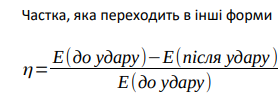 Частка, яка переходить в інші форми
η = E(до удару)−E(після удару) / E(до удару)